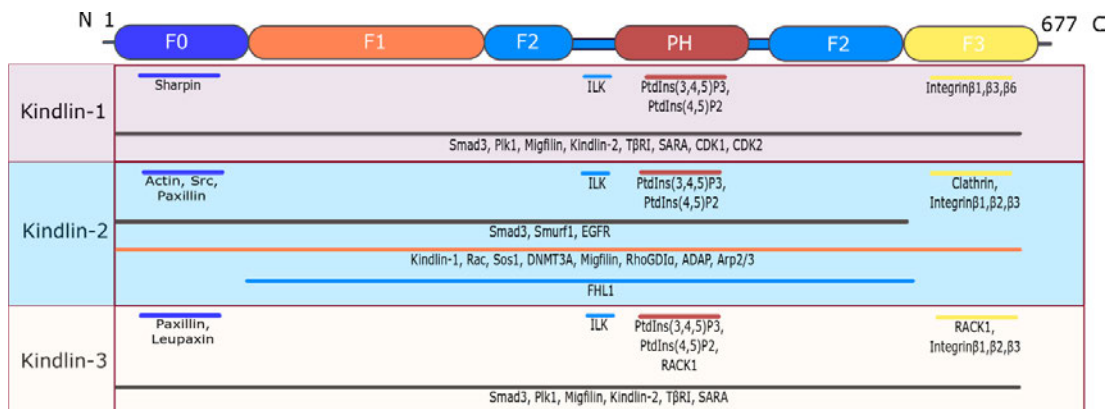 N 1
677 C
F0 F1 F2 PH F2 F3
Kindlin-1
Sharpin
ILK
PtdIns(3,4,5)P3,
PtdIns(4,5)P2
Integrinβ1,β3,β6
Smad3, Plk1, Migfilin, Kindlin-2, TβRI, SARA, CDK1, CDK2
Kindlin-2
Actin, Src,
Paxillin
ILK
PtdIns(3,4,5)P3,
PtdIns(4,5)P2
Clathrin,
Integrinβ1,β2,β3
Smad3, Smurf1, EGFR
Kindlin-1, Rac, Sos1, DNMT3A, Migfilin, RhoGDIα, ADAP, Arp2/3
FHL1
Kindlin-3
Paxillin,
Leupaxin
ILK
PtdIns(3,4,5)P3,
PtdIns(4,5)P2,
RACK1
RACK1,
Integrinβ1,β2,β3
Smad3, Plk1, Migfilin, Kindlin-2, TβRI, SARA